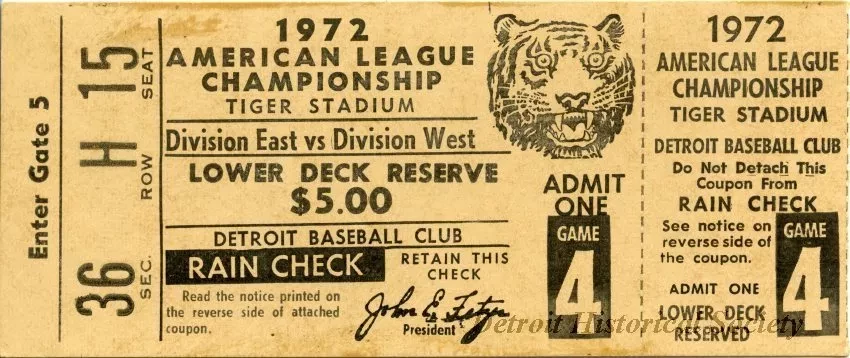 Enter Gate 5
36 H 15
SEC. ROW SEAT
1972
AMERICAN LEAGUE
CHAMPIONSHIP
TIGER STADIUM
Division East vs Division West
LOWER DECK RESERVE
$5.00
DETROIT BASEBALL CLUB
RAIN CHECK
RETAIN THIS
CHECK
Read the notice printed on
the reverse side of attached
coupon.
John E. Fetzer
President
ADMIT
ONE
GAME
4
1972
AMERICAN LEAGUE
CHAMPIONSHIP
TIGER STADIUM
DETROIT BASEBALL CLUB
Do Not Detach This
Coupon From
RAIN CHECK
See notice on
reverse side of
the coupon.
ADMIT ONE
LOWER DECK
RESERVED
GAME
4
Detroit Historical Society